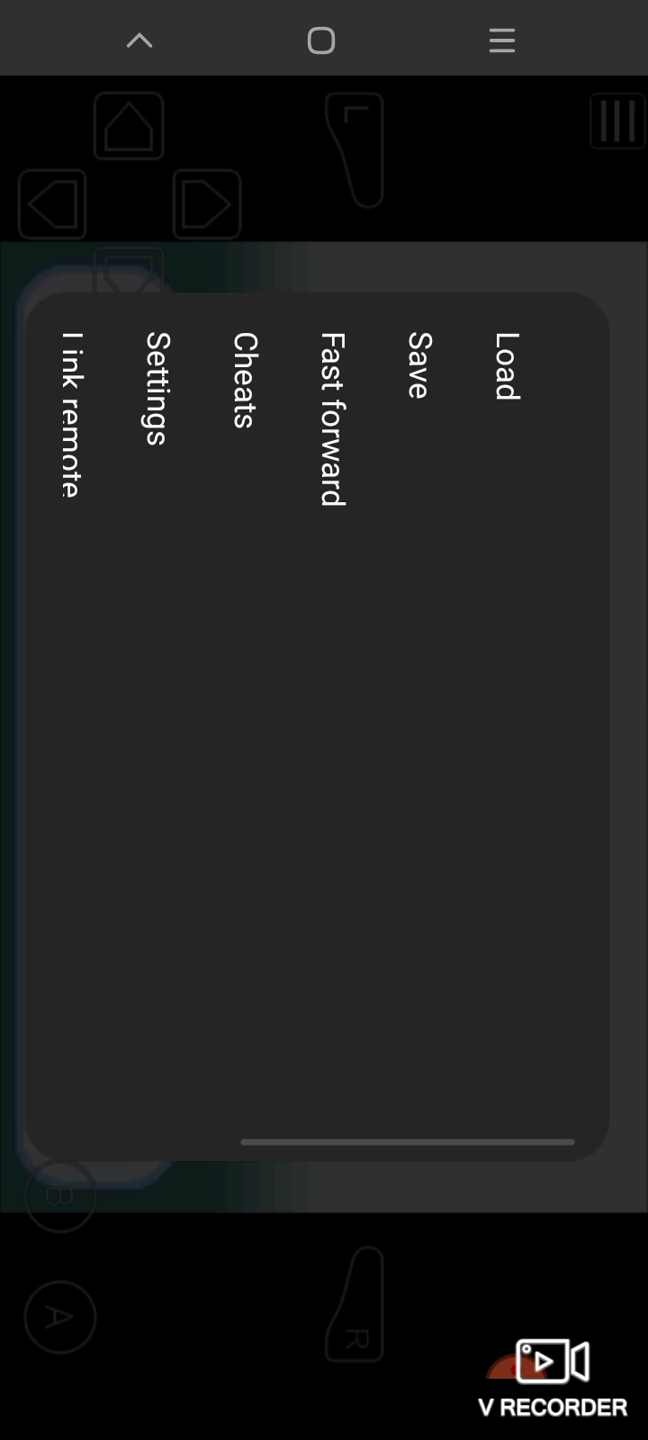 Load
Save
Fast forward
Cheats
Settings
Link remote
L
R
B
A
V RECORDER